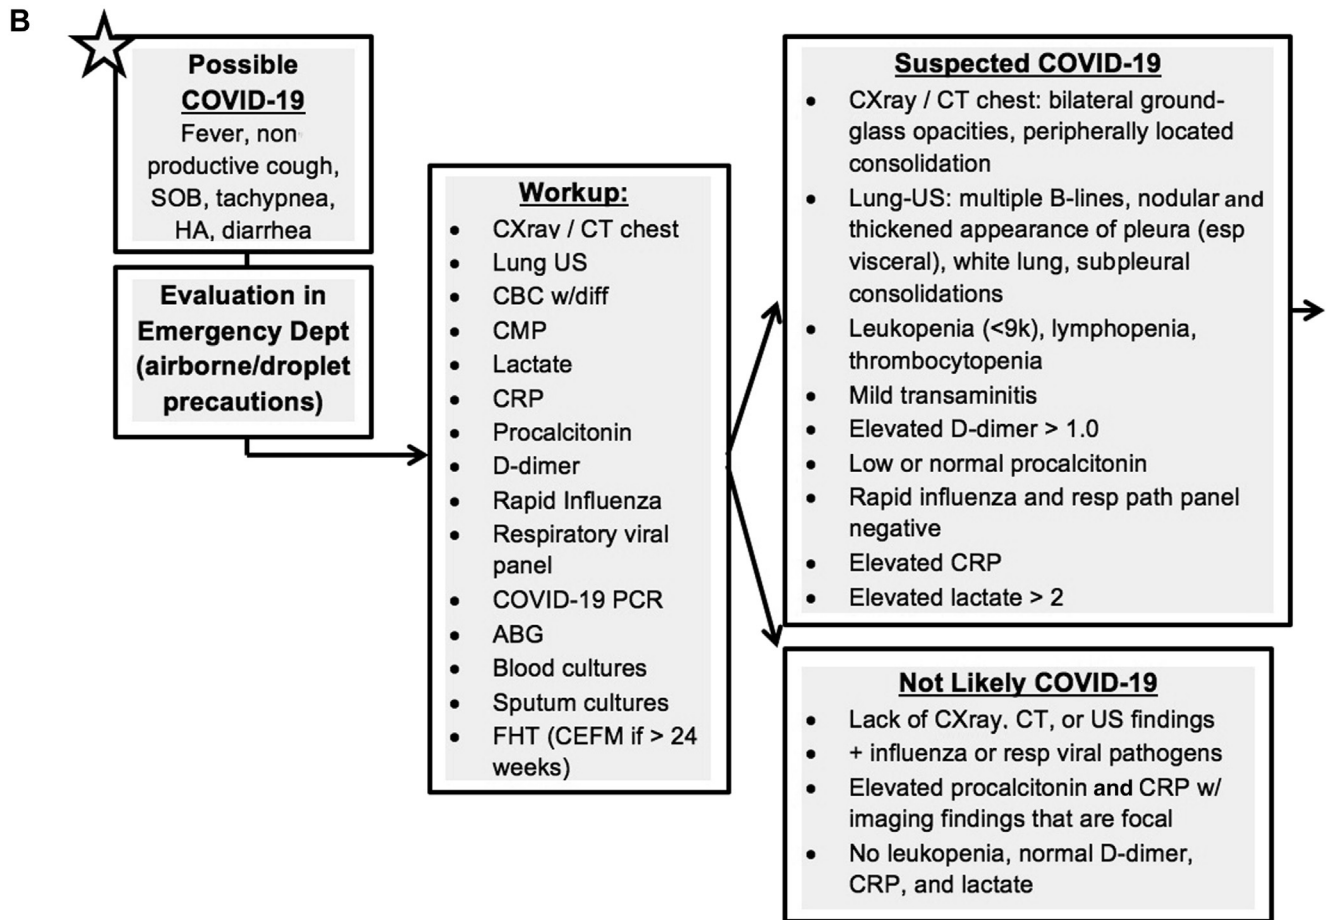 B
Possible
COVID-19
Fever, non
productive cough,
SOB, tachypnea,
HA, diarrhea
Evaluation in
Emergency Dept
(airborne/droplet
precautions)
Workup:
• CXray / CT chest
• Lung US
• CBC w/diff
• CMP
• Lactate
• CRP
• Procalcitonin
• D-dimer
• Rapid Influenza
• Respiratory viral
panel
• COVID-19 PCR
• ABG
• Blood cultures
• Sputum cultures
• FHT (CEFM if > 24
weeks)
Suspected COVID-19
• CXray / CT chest: bilateral ground-
glass opacities, peripherally located
consolidation
• Lung-US: multiple B-lines, nodular and
thickened appearance of pleura (esp
visceral), white lung, subpleural
consolidations
• Leukopenia (<9k), lymphopenia,
thrombocytopenia
• Mild transaminitis
• Elevated D-dimer > 1.0
• Low or normal procalcitonin
• Rapid influenza and resp path panel
negative
• Elevated CRP
• Elevated lactate > 2
Not Likely COVID-19
• Lack of CXray, CT, or US findings
• + influenza or resp viral pathogens
• Elevated procalcitonin and CRP w/
imaging findings that are focal
• No leukopenia, normal D-dimer,
CRP, and lactate